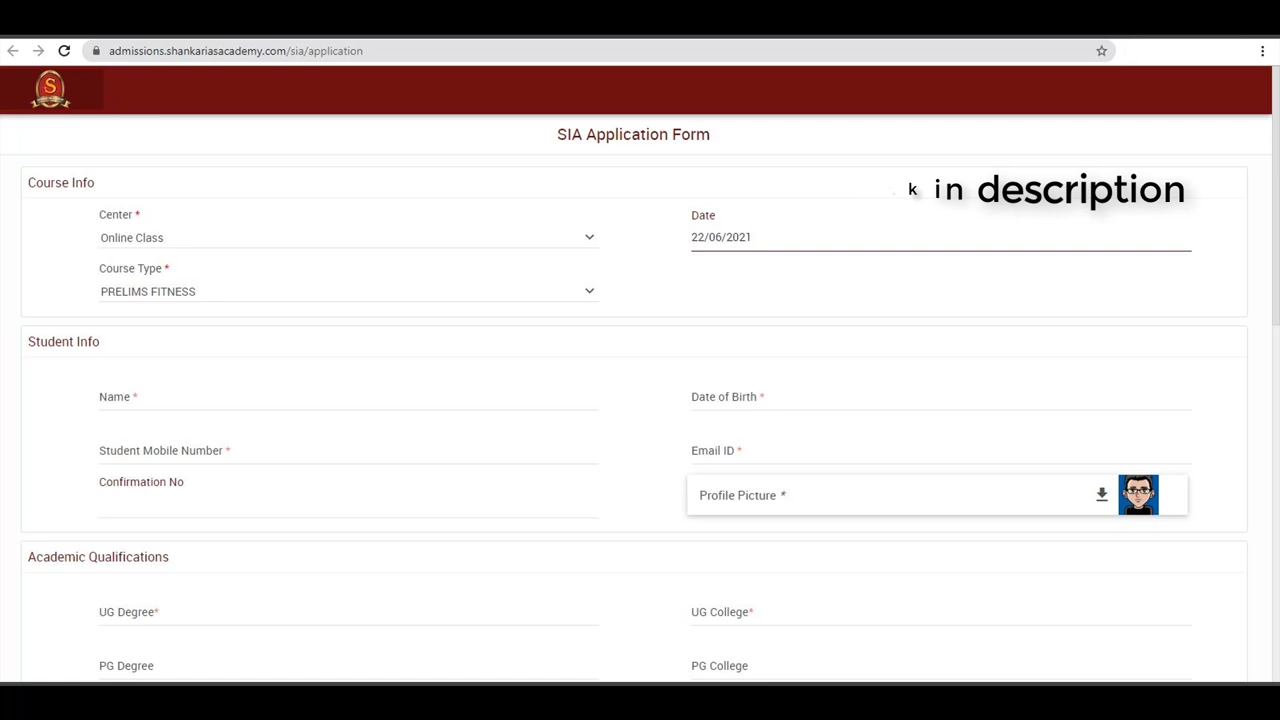 admissions.shankariasacademy.com/sia/application
S
SIA Application Form
Course Info
k in description
Center *
Date
Online Class
22/06/2021
Course Type *
PRELIMS FITNESS
Student Info
Name *
Date of Birth *
Student Mobile Number *
Email ID *
Confirmation No
Profile Picture *
Academic Qualifications
UG Degree*
UG College*
PG Degree
PG College